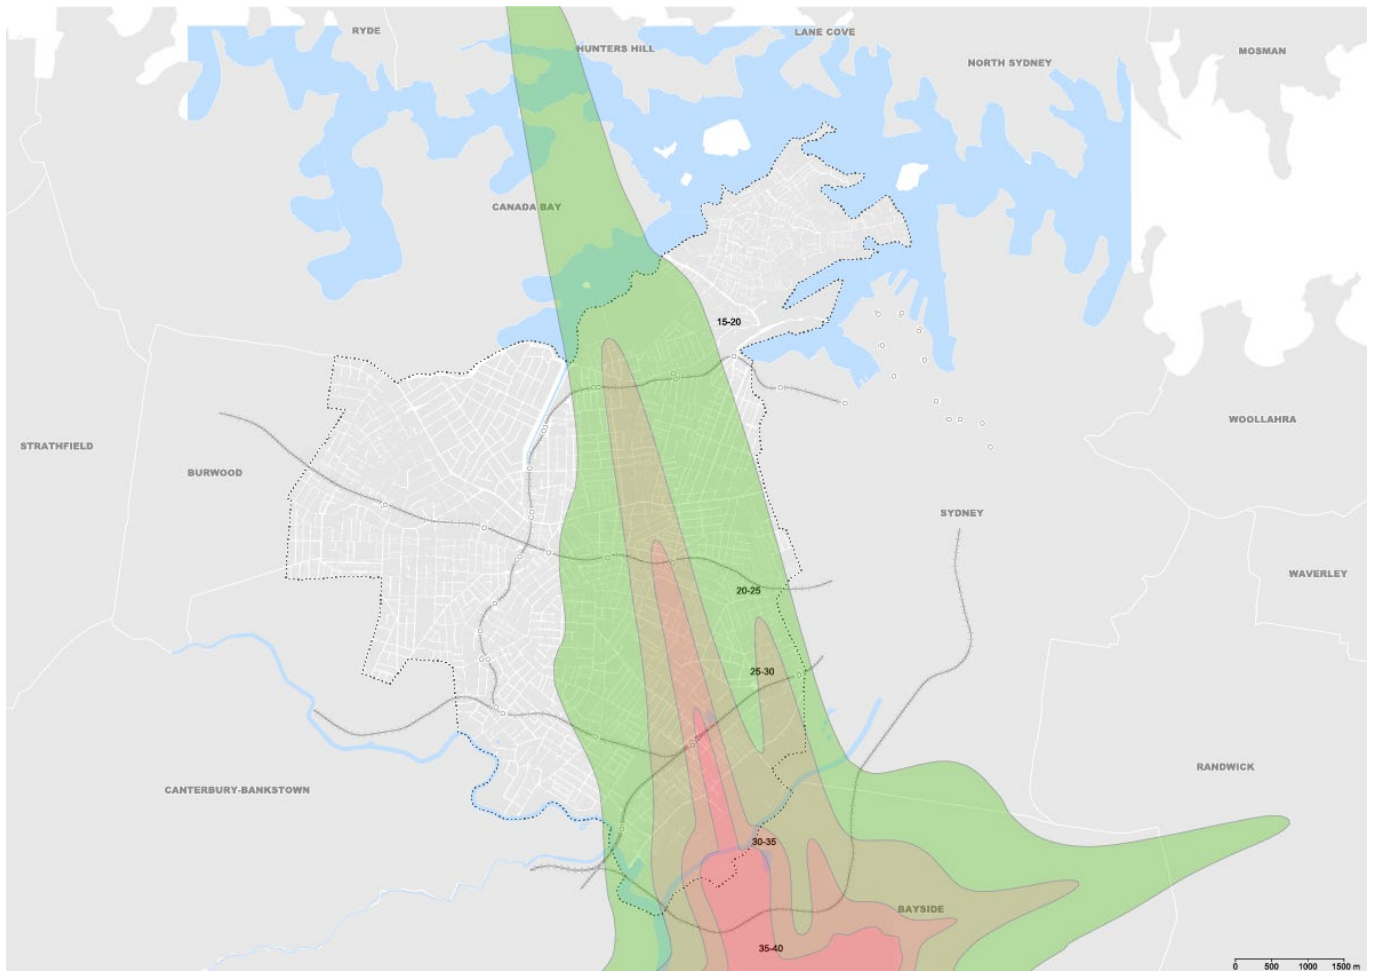 RYDE
LANE COVE
HUNTERS HILL
MOSMAN
NORTH SYDNEY
CANADA BAY
15-20
WOOLLAHRA
STRATHFIELD
BURWOOD
SYDNEY
WAVERLEY
20-25
25-30
RANDWICK
CANTERBURY-BANKSTOWN
30-35
BAYSIDE
35-40
0 500 1000 1500 m